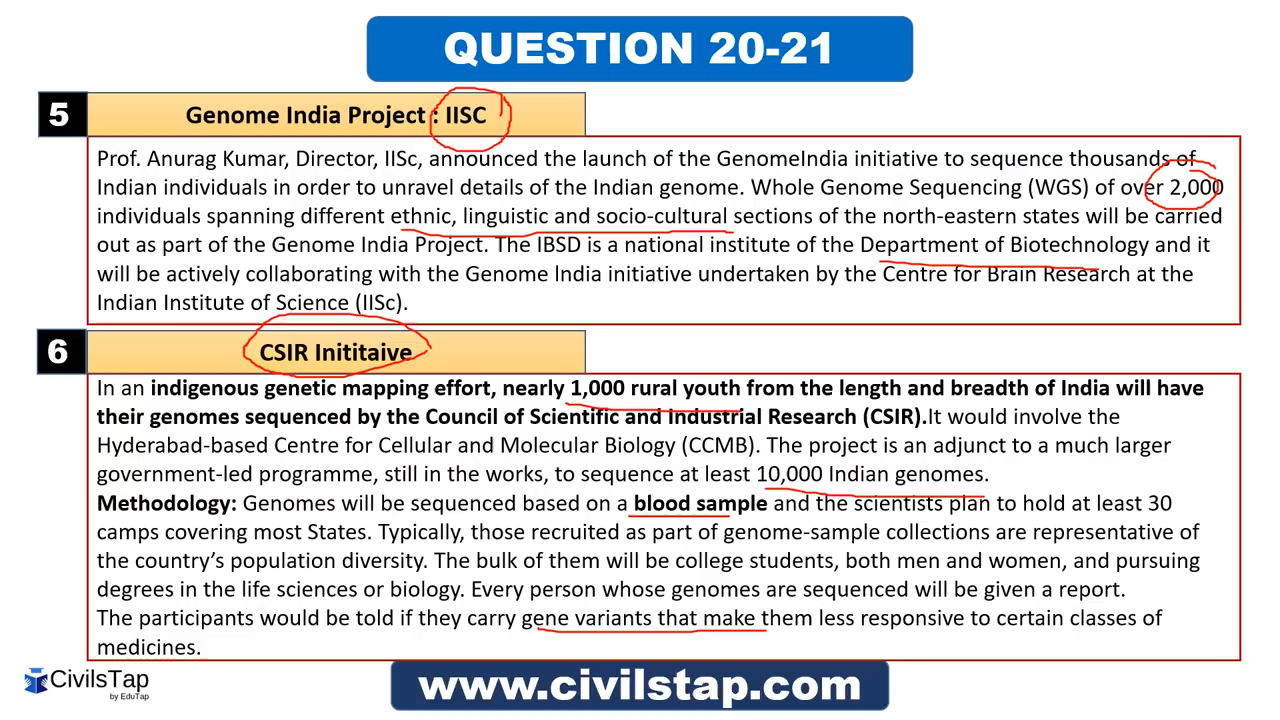 QUESTION 20-21
5
Genome India Project : IISC
Prof. Anurag Kumar, Director, IISc, announced the launch of the GenomeIndia initiative to sequence thousands of
Indian individuals in order to unravel details of the Indian genome. Whole Genome Sequencing (WGS) of over 2,000
individuals spanning different ethnic, linguistic and socio-cultural sections of the north-eastern states will be carried
out as part of the Genome India Project. The IBSD is a national institute of the Department of Biotechnology and it
will be actively collaborating with the Genome India initiative undertaken by the Centre for Brain Research at the
Indian Institute of Science (IISc).
6
CSIR Inititaive
In an indigenous genetic mapping effort, nearly 1,000 rural youth from the length and breadth of India will have
their genomes sequenced by the Council of Scientific and Industrial Research (CSIR).It would involve the
Hyderabad-based Centre for Cellular and Molecular Biology (CCMB). The project is an adjunct to a much larger
government-led programme, still in the works, to sequence at least 10,000 Indian genomes.
Methodology: Genomes will be sequenced based on a blood sample and the scientists plan to hold at least 30
camps covering most States. Typically, those recruited as part of genome-sample collections are representative of
the country’s population diversity. The bulk of them will be college students, both men and women, and pursuing
degrees in the life sciences or biology. Every person whose genomes are sequenced will be given a report.
The participants would be told if they carry gene variants that make them less responsive to certain classes of
medicines.
CivilsTap
by EduTap
www.civilstap.com